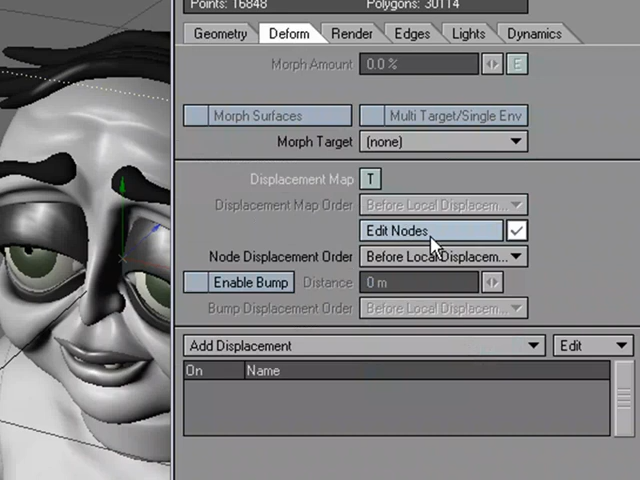 Points: 16848 Polygons: 30114
Geometry Deform Render Edges Lights Dynamics
Morph Amount 0.0 % E
Morph Surfaces Multi Target/Single Env
Morph Target (none)
Displacement Map T
Displacement Map Order Before Local Displacem...
Edit Nodes
Node Displacement Order Before Local Displacem...
Enable Bump Distance 0 m
Bump Displacement Order Before Local Displacem...
Add Displacement Edit
On Name